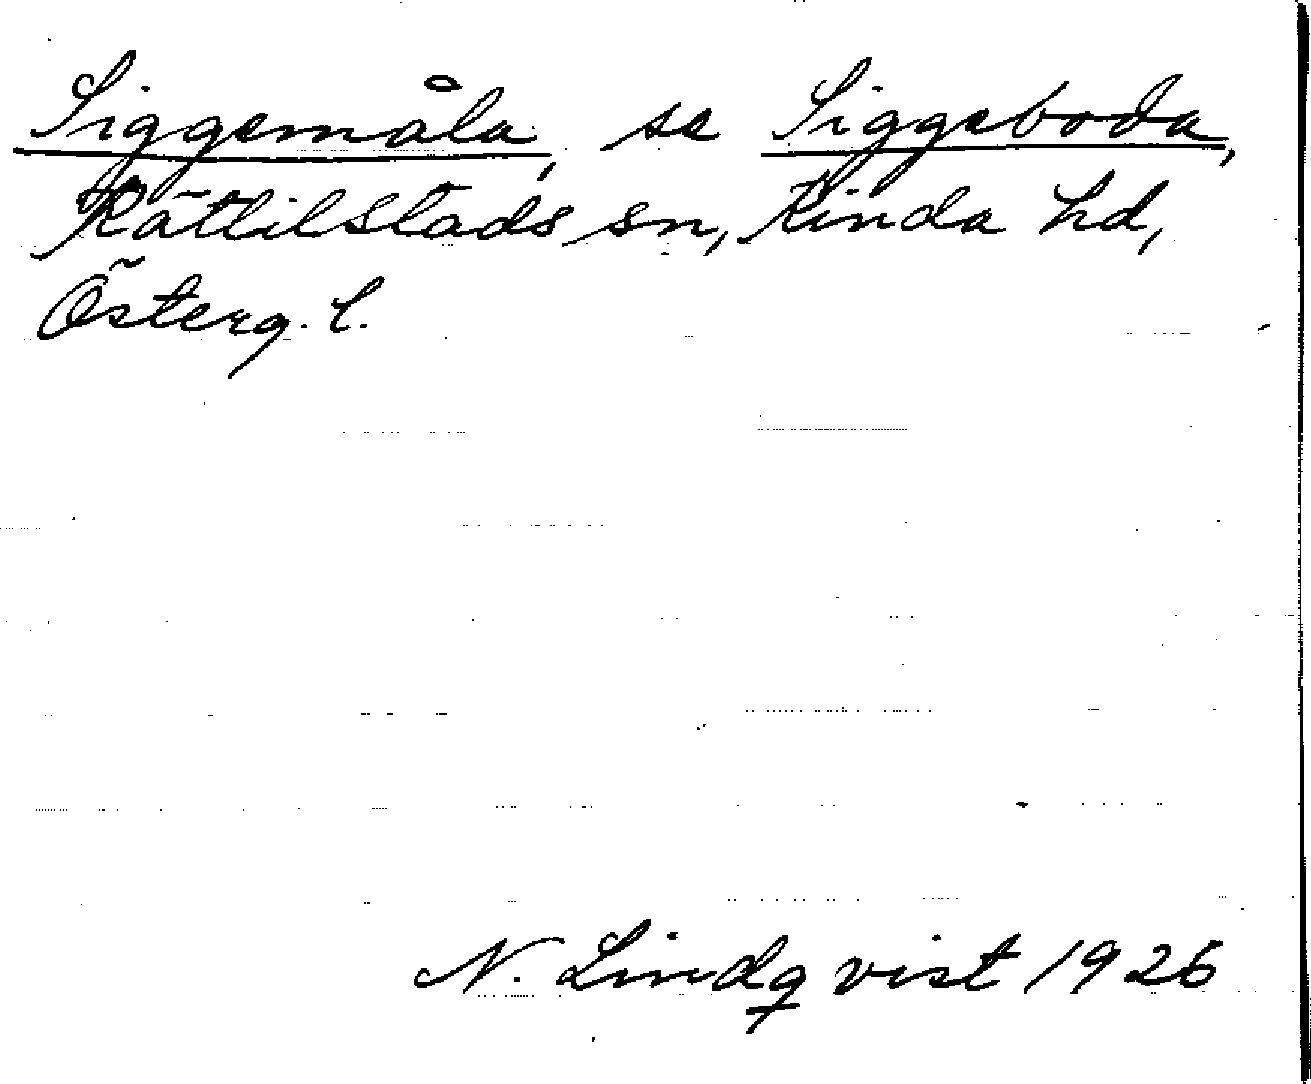 Siggemåla, se Siggeboda,
Kättilstads sn, Kinda hd,
Österg. l.
N. Lindqvist 1926